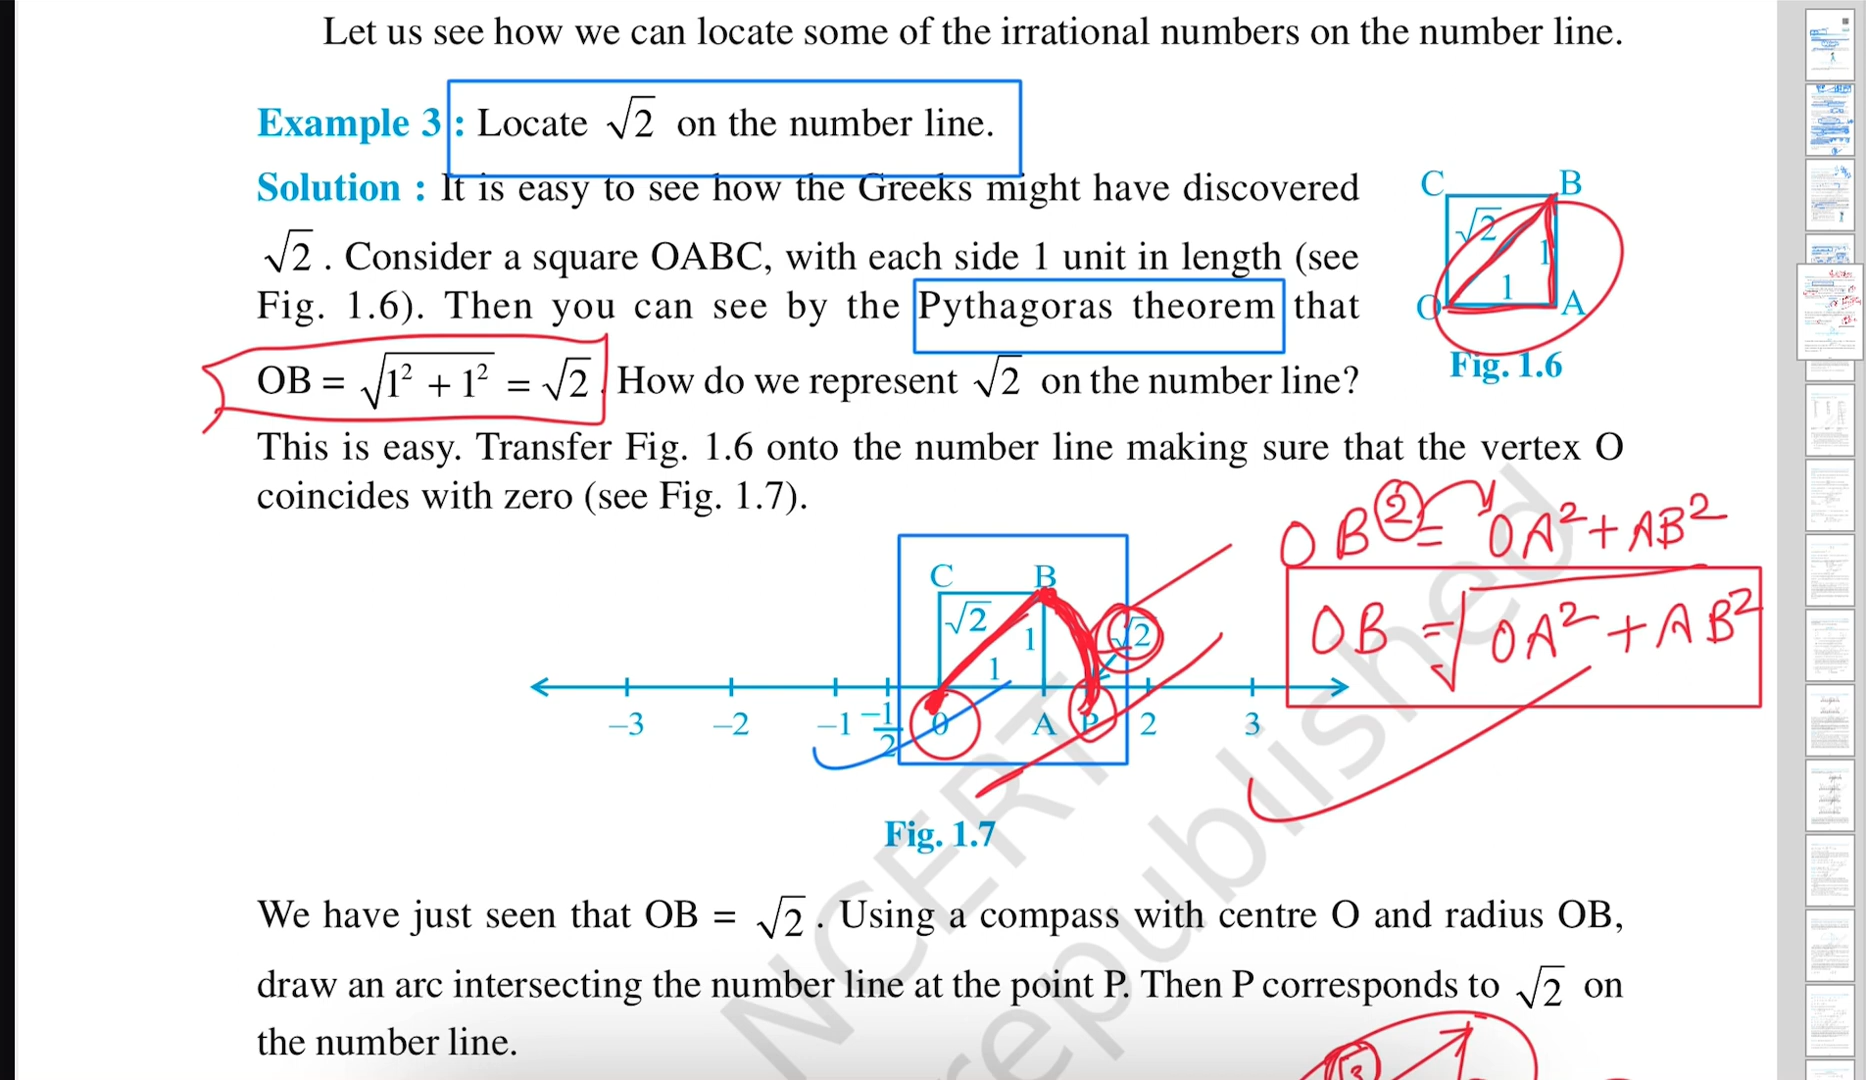 Let us see how we can locate some of the irrational numbers on the number line.
Example 3 : Locate √2 on the number line.
Solution : It is easy to see how the Greeks might have discovered
√2 . Consider a square OABC, with each side 1 unit in length (see
Fig. 1.6). Then you can see by the Pythagoras theorem that
OB = √(1² + 1²) = √2 . How do we represent √2 on the number line?
C B
√2 1
1
O A
Fig. 1.6
This is easy. Transfer Fig. 1.6 onto the number line making sure that the vertex O
coincides with zero (see Fig. 1.7).
OB² = OA² + AB²
OB = √(OA² + AB²)
C B
√2 1 √2
1
–3 –2 –1 –1/2 0 A P 2 3
Fig. 1.7
We have just seen that OB = √2 . Using a compass with centre O and radius OB,
draw an arc intersecting the number line at the point P. Then P corresponds to √2 on
the number line.
NCERT
republished